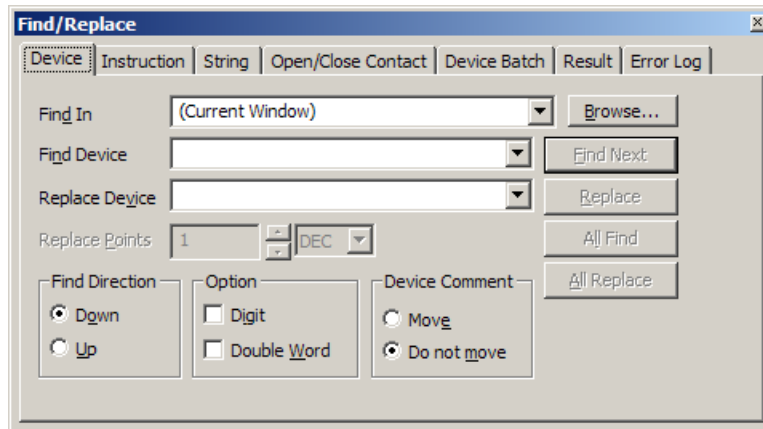 Find/Replace
Device Instruction String Open/Close Contact Device Batch Result Error Log
Find In (Current Window) Browse...
Find Device Find Next
Replace Device Replace
Replace Points 1 DEC All Find
Find Direction Option Device Comment All Replace
Down Digit Move
Up Double Word Do not move